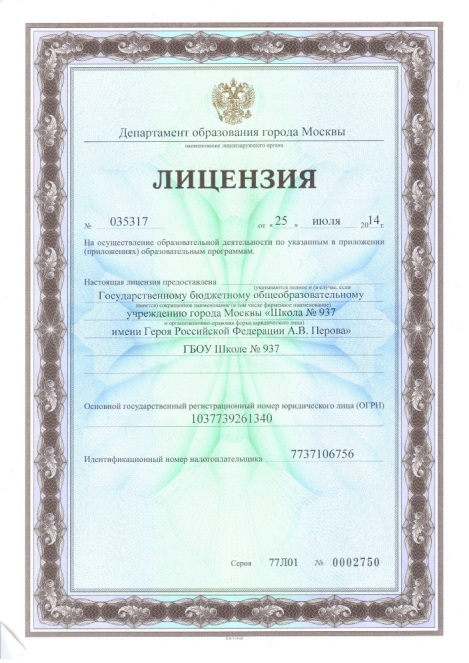 Департамент образования города Москвы
наименование лицензирующего органа
ЛИЦЕНЗИЯ
№ 035317 от « 25 » июля 2014 г.
На осуществление образовательной деятельности по указанным в приложении
(приложениях) образовательным программам.
Настоящая лицензия предоставлена
(указываются полное и (в случае, если
Государственному бюджетному общеобразовательному
имеется) сокращенное наименование (в том числе фирменное наименование)
учреждению города Москвы «Школа № 937
и организационно-правовая форма юридического лица)
имени Героя Российской Федерации А.В. Перова»
ГБОУ Школе № 937
Основной государственный регистрационный номер юридического лица (ОГРН)
1037739261340
Идентификационный номер налогоплательщика 7737106756
Серия 77Л01 № 0002750